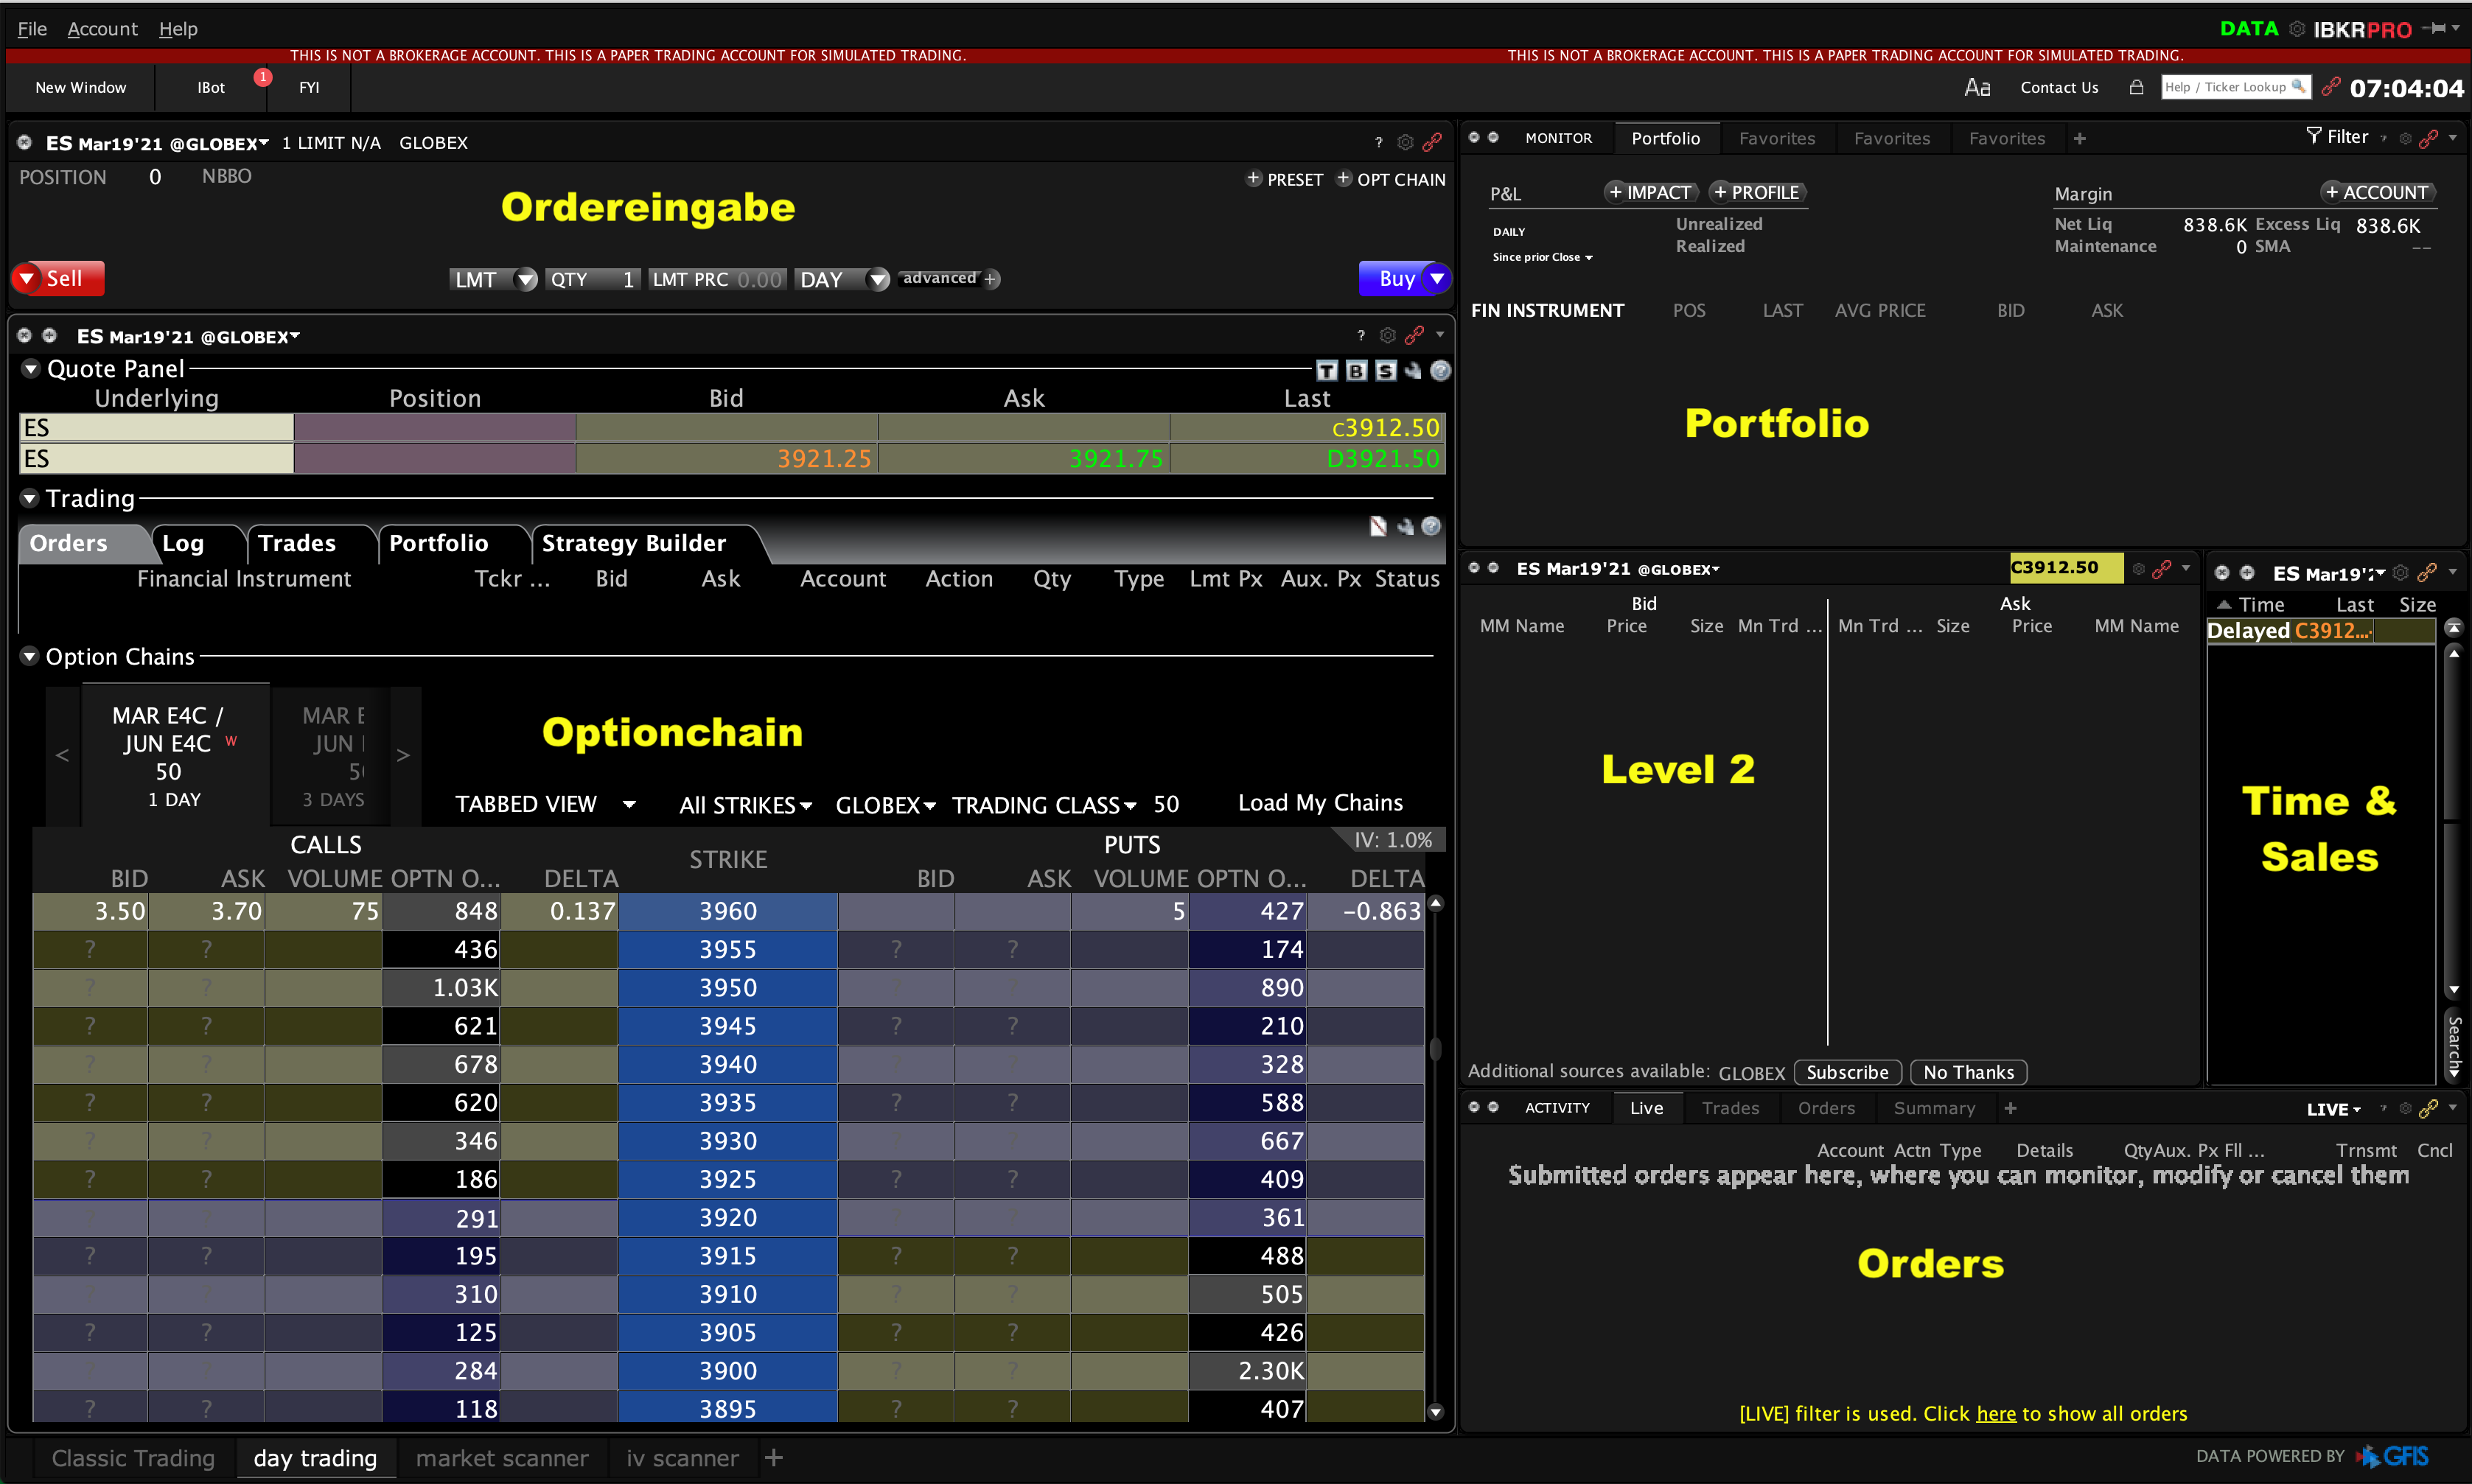 File Account Help
DATA IBKRPRO
THIS IS NOT A BROKERAGE ACCOUNT. THIS IS A PAPER TRADING ACCOUNT FOR SIMULATED TRADING.
THIS IS NOT A BROKERAGE ACCOUNT. THIS IS A PAPER TRADING ACCOUNT FOR SIMULATED TRADING.
New Window IBot 1 FYI
Aa Contact Us Help / Ticker Lookup 07:04:04
ES Mar19'21 @GLOBEX 1 LIMIT N/A GLOBEX ?
POSITION 0 NBBO + PRESET + OPT CHAIN
Ordereingabe
Sell LMT QTY 1 LMT PRC 0.00 DAY advanced + Buy
ES Mar19'21 @GLOBEX ?
Quote Panel T B S ?
Underlying Position Bid Ask Last
ES C3912.50
ES 3921.25 3921.75 D3921.50
Trading
Orders Log Trades Portfolio Strategy Builder ?
Financial Instrument Tckr ... Bid Ask Account Action Qty Type Lmt Px Aux. Px Status
Option Chains
< MAR E4C / JUN E4C W 50 1 DAY
3 DAYS >
Optionchain
TABBED VIEW All STRIKES GLOBEX TRADING CLASS 50 Load My Chains
CALLS STRIKE PUTS IV: 1.0%
BID ASK VOLUME OPTN O... DELTA BID ASK VOLUME OPTN O... DELTA
3.50 3.70 75 848 0.137 3960 5 427 -0.863
? ? 436 3955 ? ? 174
? ? 1.03K 3950 ? ? 890
? ? 621 3945 ? ? 210
? ? 678 3940 ? ? 328
? ? 620 3935 ? ? 588
? ? 346 3930 ? ? 667
? ? 186 3925 ? ? 409
? ? 291 3920 ? ? 361
? ? 195 3915 ? ? 488
? ? 310 3910 ? ? 505
? ? 125 3905 ? ? 426
? ? 284 3900 ? ? 2.30K
? ? 118 3895 ? ? 407
MONITOR Portfolio Favorites Favorites Favorites + Filter ?
P&L + IMPACT + PROFILE Margin + ACCOUNT
DAILY Unrealized Net Liq 838.6K Excess Liq 838.6K
Since prior Close Realized Maintenance 0 SMA --
FIN INSTRUMENT POS LAST AVG PRICE BID ASK
Portfolio
ES Mar19'21 @GLOBEX C3912.50
Bid Ask
MM Name Price Size Mn Trd ... Mn Trd ... Size Price MM Name
Level 2
Additional sources available: GLOBEX Subscribe No Thanks
ES Mar19'2
Time Last Size
Delayed C3912...
Time &
Sales
Search
ACTIVITY Live Trades Orders Summary + LIVE ?
Account Actn Type Details Qty Aux. Px Fll ... Trnsmt Cncl
Submitted orders appear here, where you can monitor, modify or cancel them
Orders
[LIVE] filter is used. Click here to show all orders
Classic Trading day trading market scanner iv scanner +
DATA POWERED BY GFIS